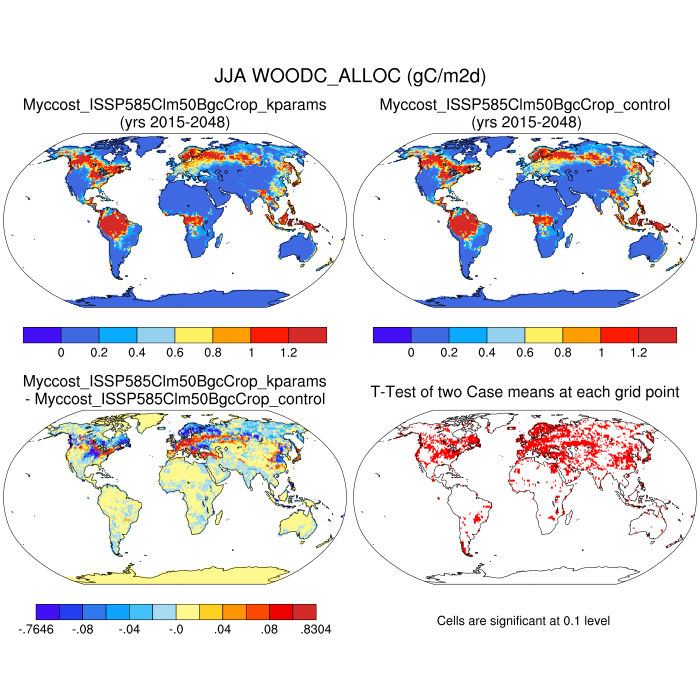 JJA WOODC_ALLOC (gC/m2d)
Myccost_ISSP585Clm50BgcCrop_kparams
(yrs 2015-2048)
Myccost_ISSP585Clm50BgcCrop_control
(yrs 2015-2048)
0 0.2 0.4 0.6 0.8 1 1.2
0 0.2 0.4 0.6 0.8 1 1.2
Myccost_ISSP585Clm50BgcCrop_kparams
- Myccost_ISSP585Clm50BgcCrop_control
T-Test of two Case means at each grid point
-.7646 -.08 -.04 -.0 .04 .08 .8304
Cells are significant at 0.1 level